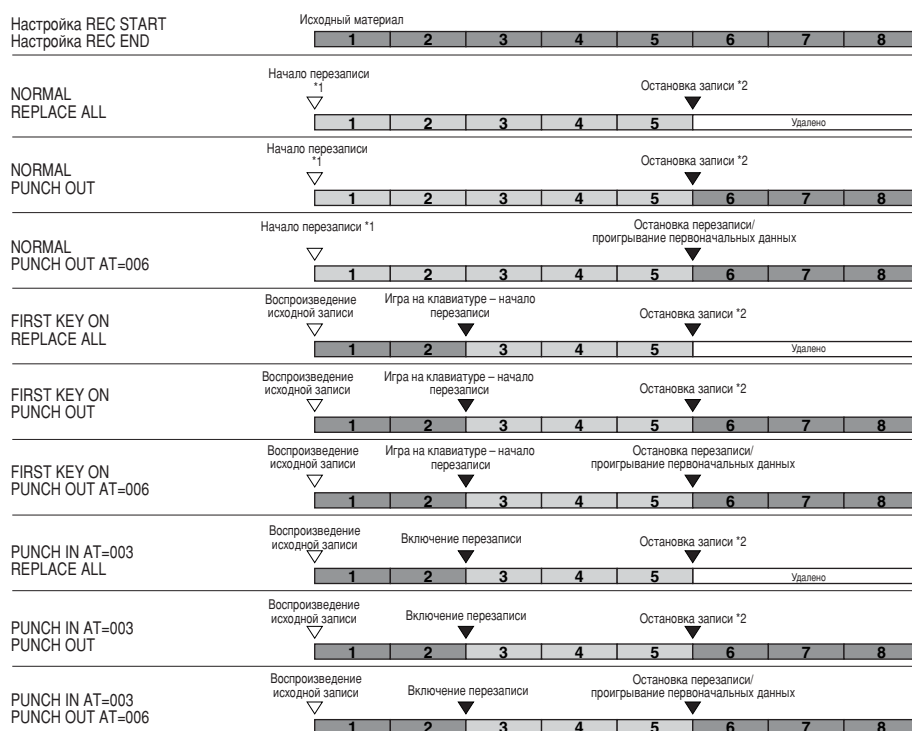 Настройка REC START
Настройка REC END
Исходный материал
1 2 3 4 5 6 7 8
NORMAL
REPLACE ALL
Начало перезаписи
*1
Остановка записи *2
1 2 3 4 5 Удалено
NORMAL
PUNCH OUT
Начало перезаписи
*1
Остановка записи *2
1 2 3 4 5 6 7 8
NORMAL
PUNCH OUT AT=006
Начало перезаписи *1
Остановка перезаписи/
проигрывание первоначальных данных
1 2 3 4 5 6 7 8
FIRST KEY ON
REPLACE ALL
Воспроизведение
исходной записи
Игра на клавиатуре – начало
перезаписи
Остановка записи *2
1 2 3 4 5 Удалено
FIRST KEY ON
PUNCH OUT
Воспроизведение
исходной записи
Игра на клавиатуре – начало
перезаписи
Остановка записи *2
1 2 3 4 5 6 7 8
FIRST KEY ON
PUNCH OUT AT=006
Воспроизведение
исходной записи
Игра на клавиатуре – начало
перезаписи
Остановка перезаписи/
проигрывание первоначальных данных
1 2 3 4 5 6 7 8
PUNCH IN AT=003
REPLACE ALL
Воспроизведение
исходной записи
Включение перезаписи
Остановка записи *2
1 2 3 4 5 Удалено
PUNCH IN AT=003
PUNCH OUT
Воспроизведение
исходной записи
Включение перезаписи
Остановка записи *2
1 2 3 4 5 6 7 8
PUNCH IN AT=003
PUNCH OUT AT=006
Воспроизведение
исходной записи
Включение перезаписи
Остановка перезаписи/
проигрывание первоначальных данных
1 2 3 4 5 6 7 8